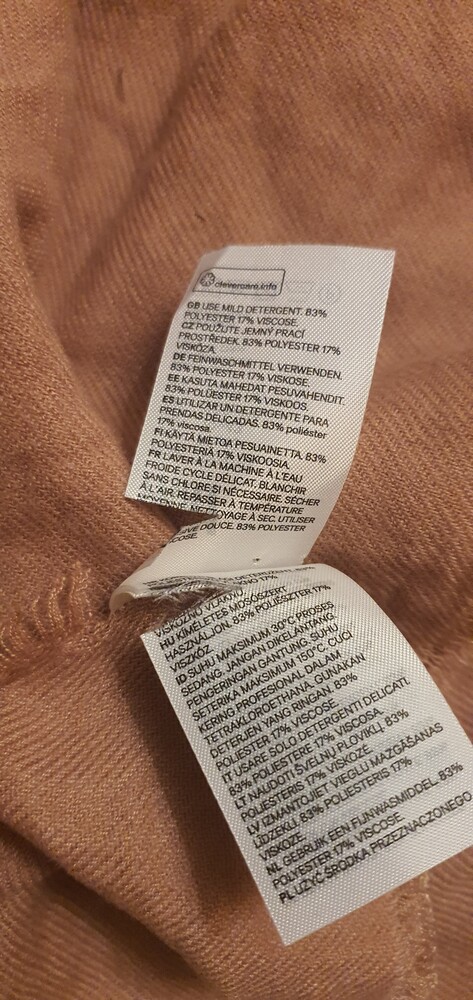 clevercare.info
GB USE MILD DETERGENT. 83%
POLYESTER 17% VISCOSE.
CZ POUŽIJTE JEMNÝ PRACÍ
PROSTŘEDEK. 83% POLYESTER 17%
VISKÓZA.
DE FEINWASCHMITTEL VERWENDEN.
83% POLYESTER 17% VISKOSE.
EE KASUTA MAHEDAT PESUVAHENDIT.
83% POLÜESTER 17% VISKOOS.
ES UTILIZAR UN DETERGENTE PARA
PRENDAS DELICADAS. 83% poliéster
17% viscosa.
FI KÄYTÄ MIETOA PESUAINETTA. 83%
POLYESTERIÄ 17% VISKOOSIA.
FR LAVER À LA MACHINE À L'EAU
FROIDE CYCLE DÉLICAT. BLANCHIR
SANS CHLORE SI NÉCESSAIRE. SÉCHER
À L'AIR. REPASSER À TEMPÉRATURE
MOYENNE. NETTOYAGE À SEC. UTILISER
DOUCE. 83% POLYESTER
17%
VISKOZNO VLAKNO.
HU KÍMÉLETES MOSÓSZERT
HASZNÁLJON. 83% POLIÉSZTER 17%
VISZKÓZ.
ID SUHU MAKSIMUM 30°C PROSES
SEDANG. JANGAN DIKELANTANG.
PENGERINGAN GANTUNG. SUHU
SETERIKA MAKSIMUM 150°C. CUCI
KERING PROFESIONAL DALAM
TETRAKLOROETHANA. GUNAKAN
DETERJEN YANG RINGAN. 83%
POLIESTER 17% VISCOSE.
IT USARE SOLO DETERGENTI DELICATI.
83% POLIESTERE 17% VISCOSA.
LT NAUDOTI ŠVELNŲ PLOVIKLĮ. 83%
POLIESTERIS 17% VISKOZĖ.
LV IZMANTOJIET VIEGLU MAZGĀŠANAS
LĪDZEKLI. 83% POLIESTERIS 17%
VISKOZE.
NL GEBRUIK EEN FIJNWASMIDDEL. 83%
POLYESTER 17% VISCOSE.
PL UŻYĆ ŚRODKA PRZEZNACZONEGO